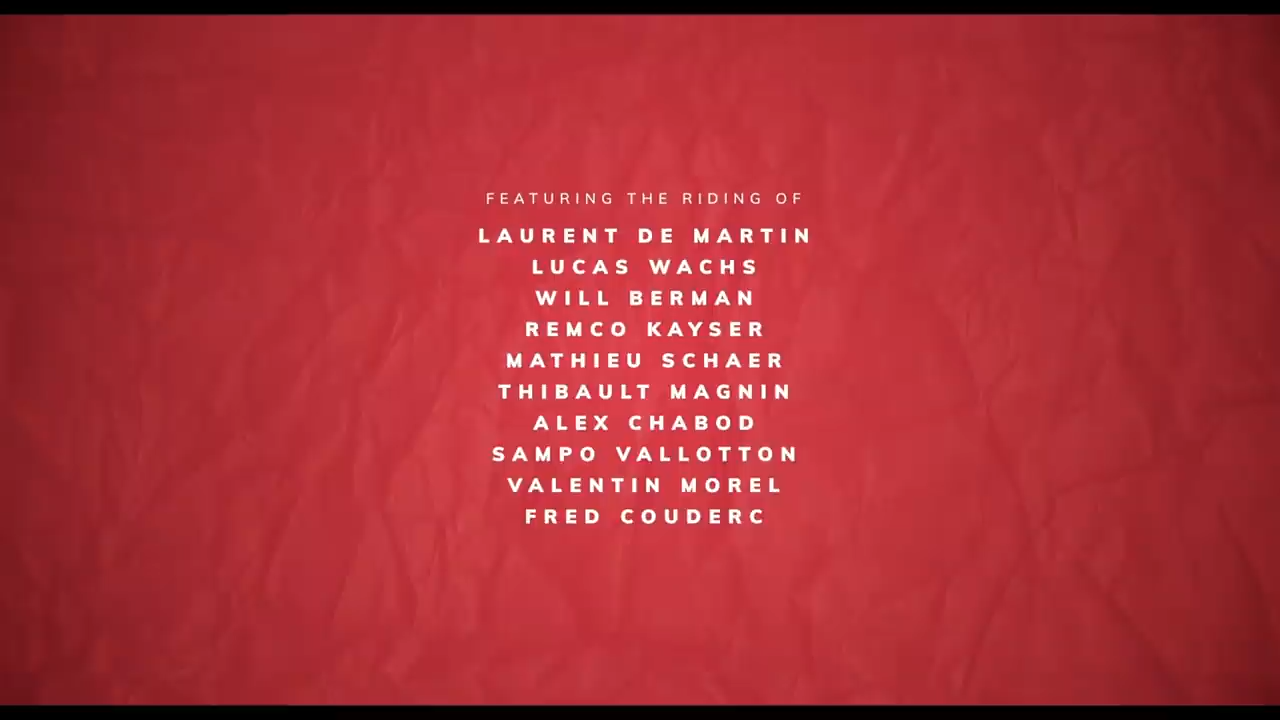 FEATURING THE RIDING OF
LAURENT DE MARTIN
LUCAS WACHS
WILL BERMAN
REMCO KAYSER
MATHIEU SCHAER
THIBAULT MAGNIN
ALEX CHABOD
SAMPO VALLOTTON
VALENTIN MOREL
FRED COUDERC